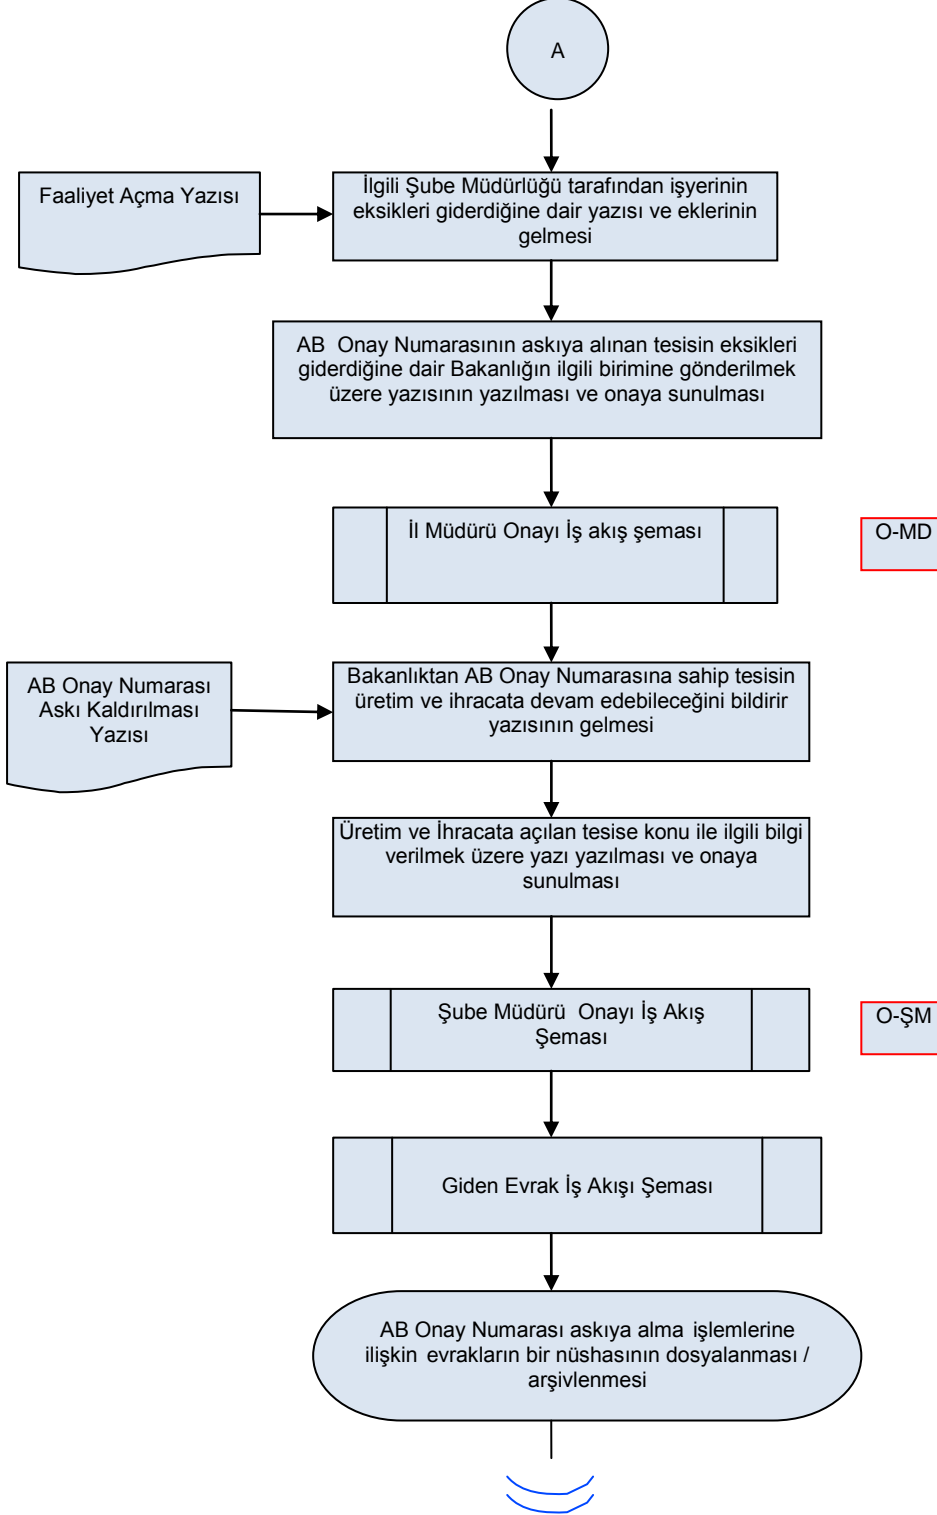 A
Faaliyet Açma Yazısı
İlgili Şube Müdürlüğü tarafından işyerinin
eksikleri giderdiğine dair yazısı ve eklerinin
gelmesi
AB Onay Numarasının askıya alınan tesisin eksikleri
giderdiğine dair Bakanlığın ilgili birimine gönderilmek
üzere yazısının yazılması ve onaya sunulması
İl Müdürü Onayı İş akış şeması
O-MD
AB Onay Numarası
Askı Kaldırılması
Yazısı
Bakanlıktan AB Onay Numarasına sahip tesisin
üretim ve ihracata devam edebileceğini bildirir
yazısının gelmesi
Üretim ve İhracata açılan tesise konu ile ilgili bilgi
verilmek üzere yazı yazılması ve onaya
sunulması
Şube Müdürü Onayı İş Akış
Şeması
O-ŞM
Giden Evrak İş Akışı Şeması
AB Onay Numarası askıya alma işlemlerine
ilişkin evrakların bir nüshasının dosyalanması /
arşivlenmesi